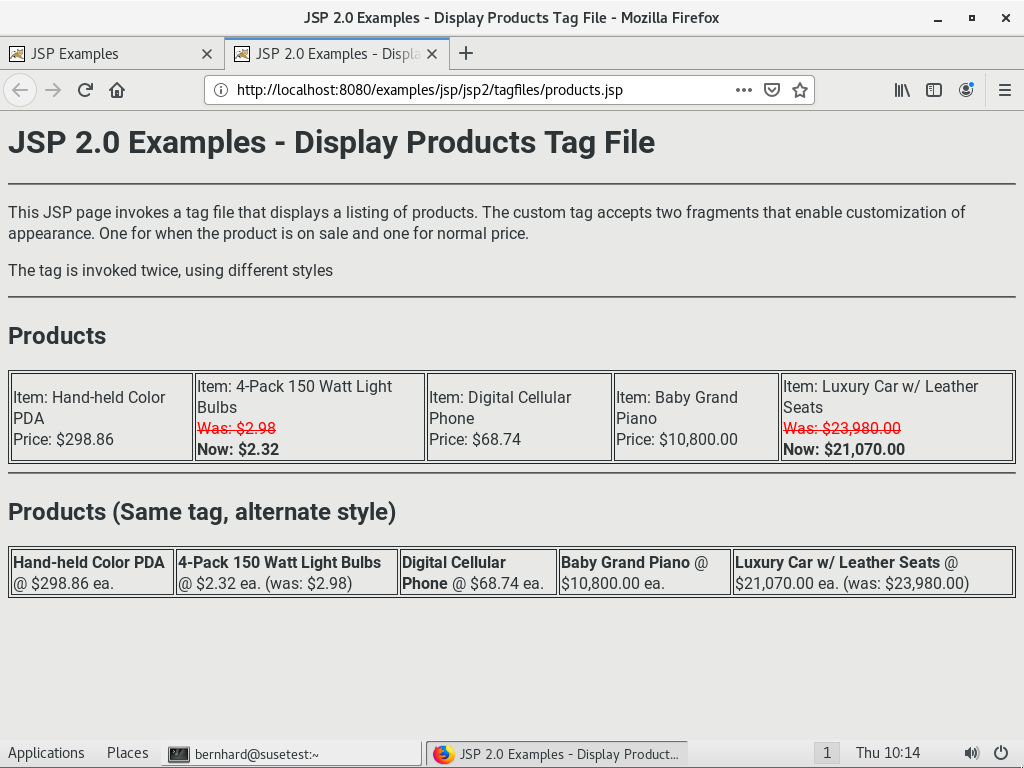 JSP 2.0 Examples - Display Products Tag File - Mozilla Firefox
JSP Examples
JSP 2.0 Examples - Displa
http://localhost:8080/examples/jsp/jsp2/tagfiles/products.jsp
JSP 2.0 Examples - Display Products Tag File
This JSP page invokes a tag file that displays a listing of products. The custom tag accepts two fragments that enable customization of
appearance. One for when the product is on sale and one for normal price.
The tag is invoked twice, using different styles
Products
Item: Hand-held Color
PDA
Price: $298.86
Item: 4-Pack 150 Watt Light
Bulbs
Was: $2.98
Now: $2.32
Item: Digital Cellular
Phone
Price: $68.74
Item: Baby Grand
Piano
Price: $10,800.00
Item: Luxury Car w/ Leather
Seats
Was: $23,980.00
Now: $21,070.00
Products (Same tag, alternate style)
Hand-held Color PDA
@ $298.86 ea.
4-Pack 150 Watt Light Bulbs
@ $2.32 ea. (was: $2.98)
Digital Cellular
Phone @ $68.74 ea.
Baby Grand Piano @
$10,800.00 ea.
Luxury Car w/ Leather Seats @
$21,070.00 ea. (was: $23,980.00)
Applications
Places
bernhard@susetest:~
JSP 2.0 Examples - Display Product...
1
Thu 10:14